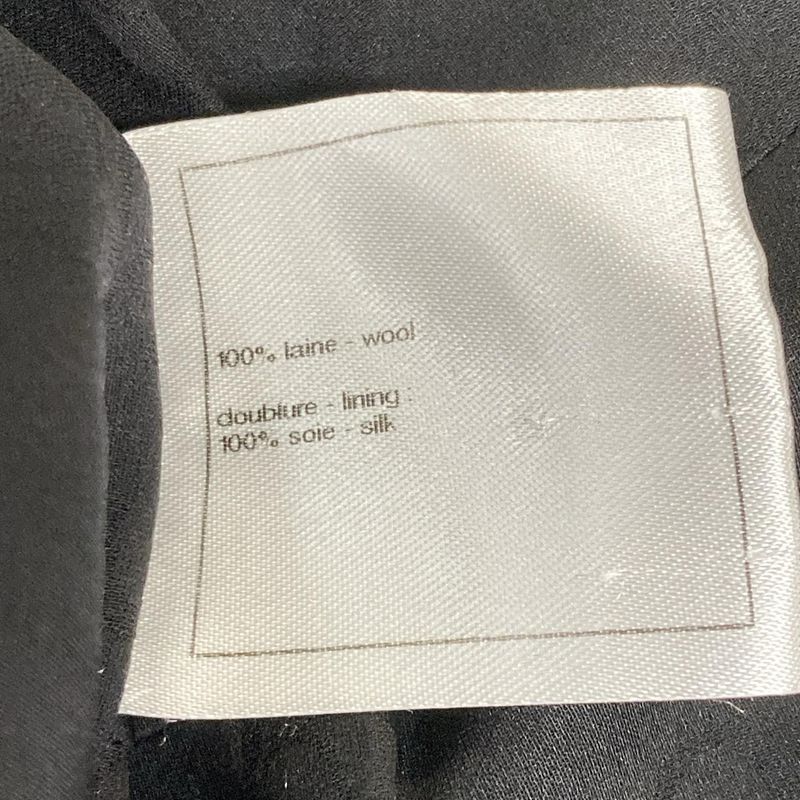 100% laine - wool
doublure - lining :
100% soie - silk